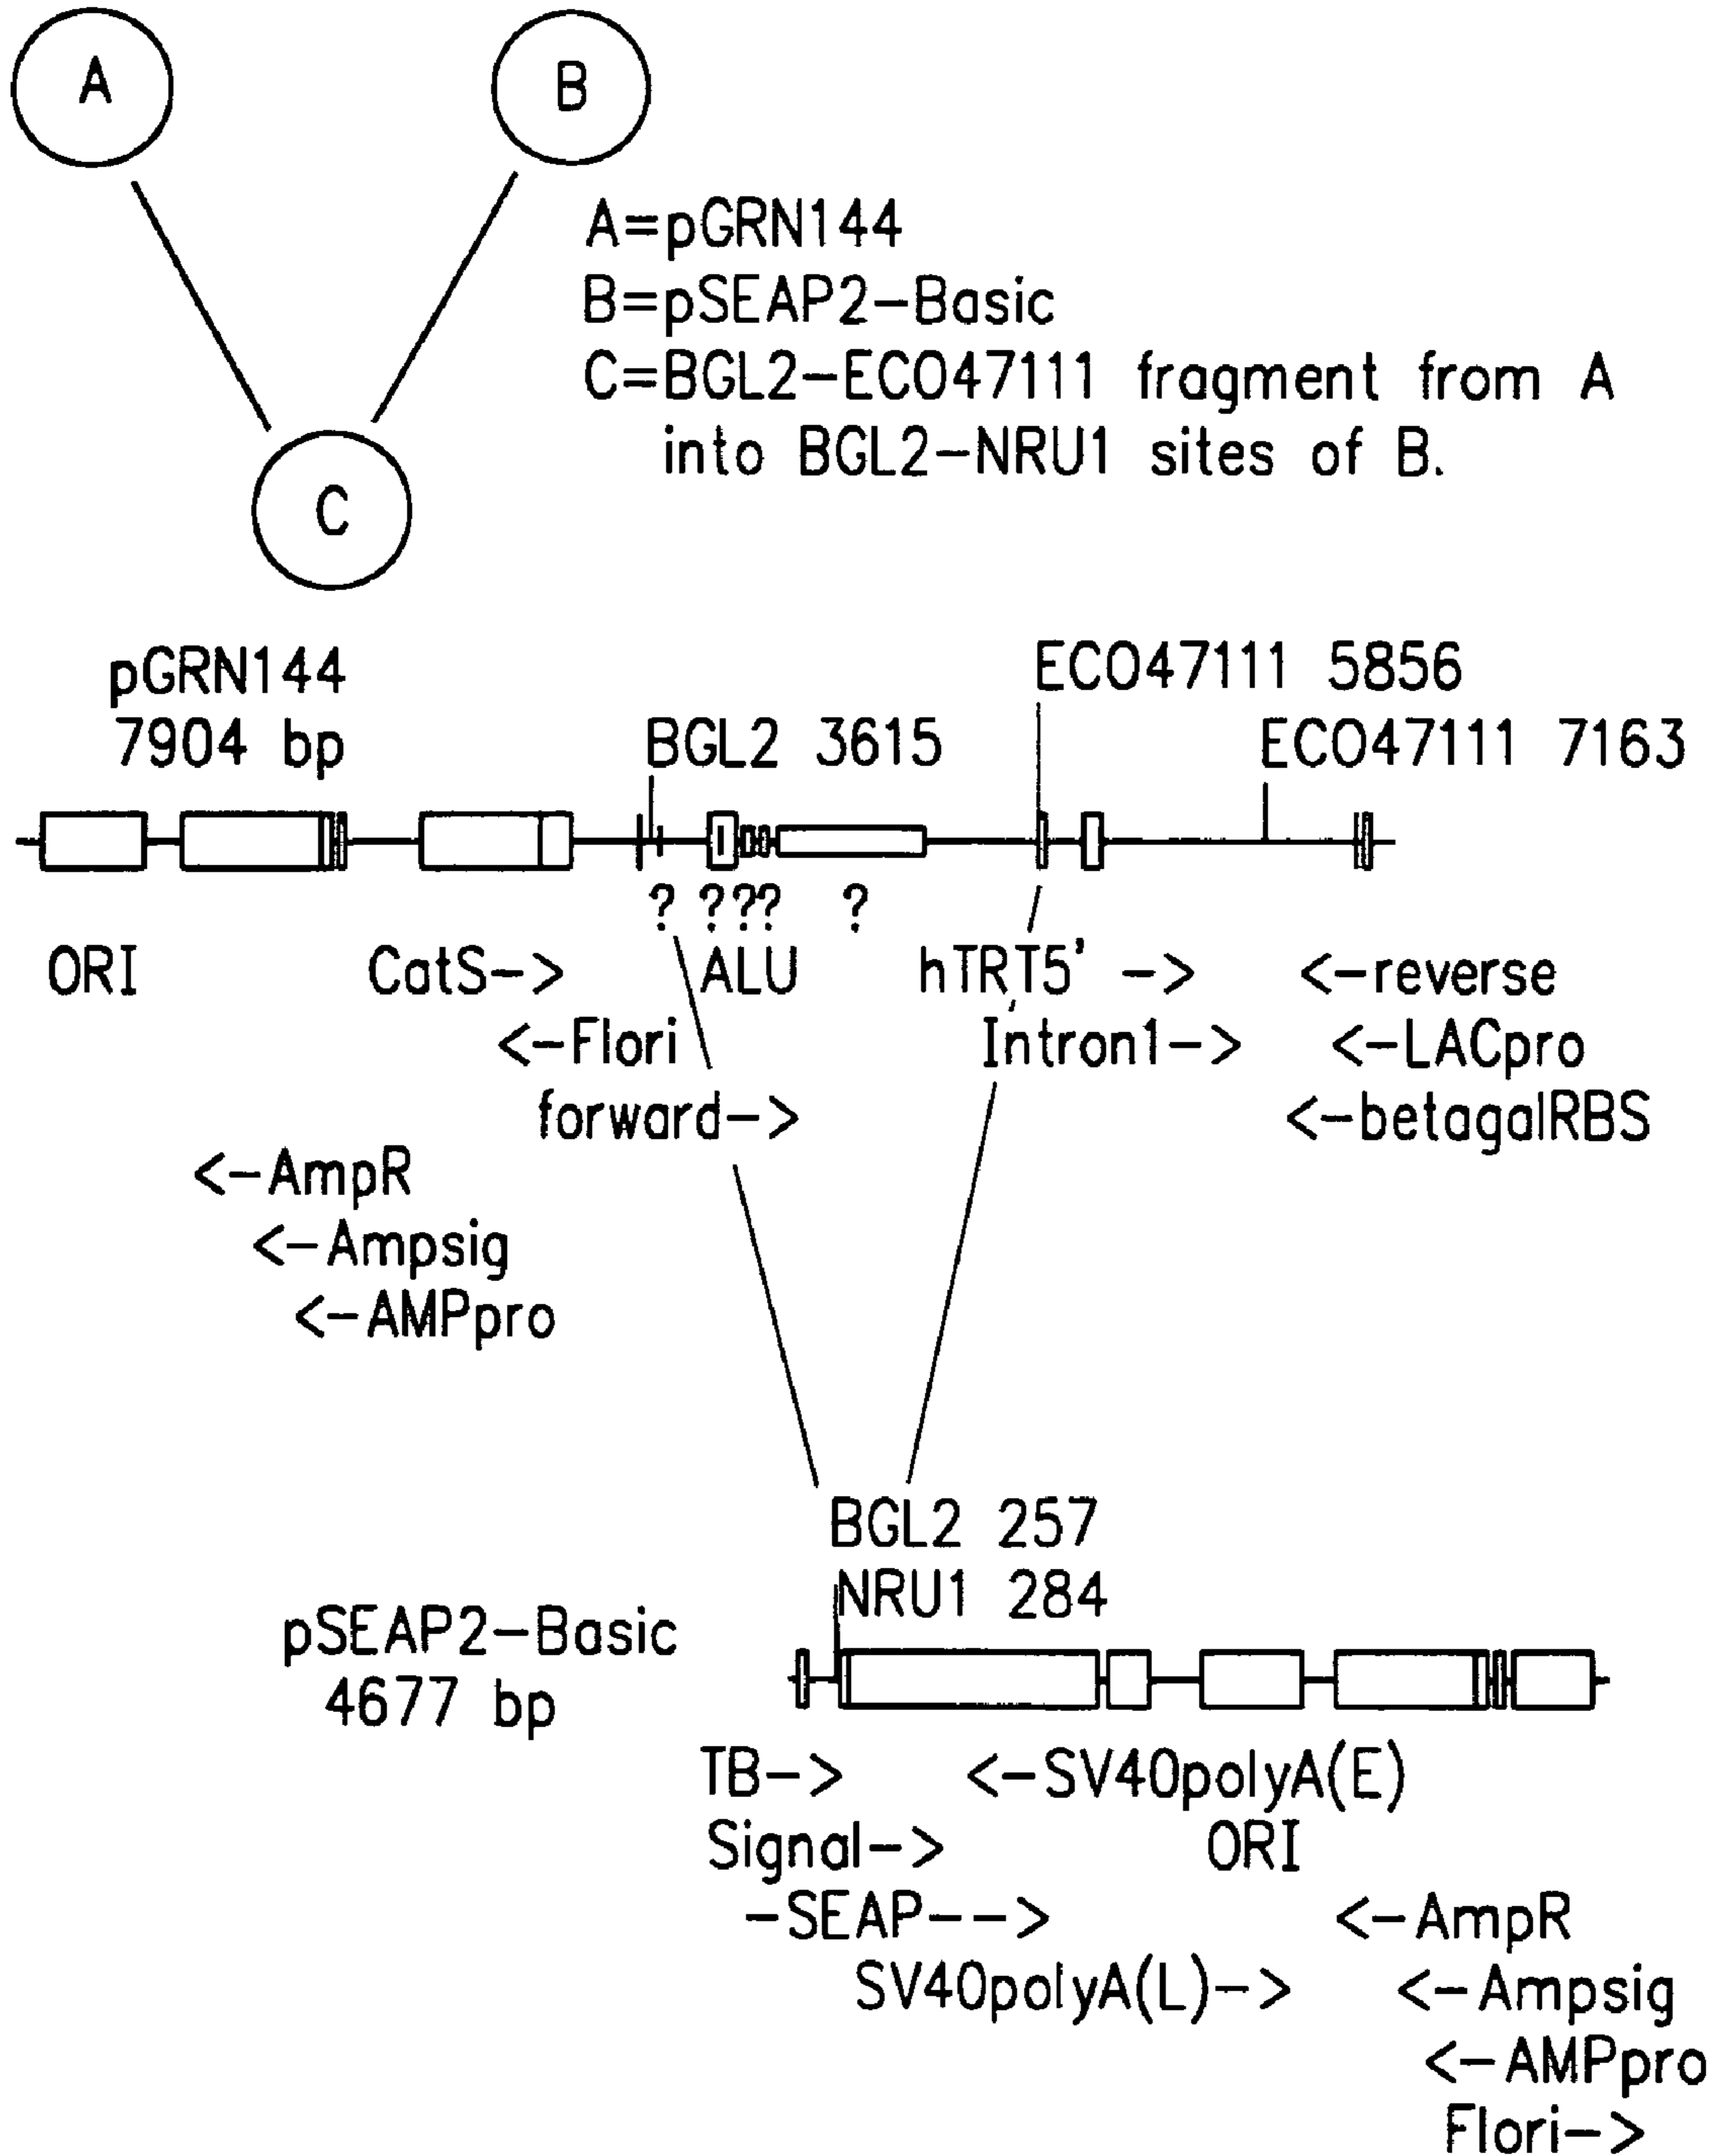 A
B
A=pGRN144
B=pSEAP2-Basic
C=BGL2-ECO47111 fragment from A
into BGL2-NRU1 sites of B.
C
pGRN144
7904 bp
ECO47111 5856
BGL2 3615
ECO47111 7163
? ? ? ? ?
ORI CatS-> ALU hTRT5' -> <-reverse
<-Flori Intron1-> <-LACpro
forward-> <-betagalRBS
<-AmpR
<-Ampsig
<-AMPpro
BGL2 257
NRU1 284
pSEAP2-Basic
4677 bp
TB-> <-SV40polyA(E)
Signal-> ORI
-SEAP--> <-AmpR
SV40polyA(L)-> <-Ampsig
<-AMPpro
Flori->